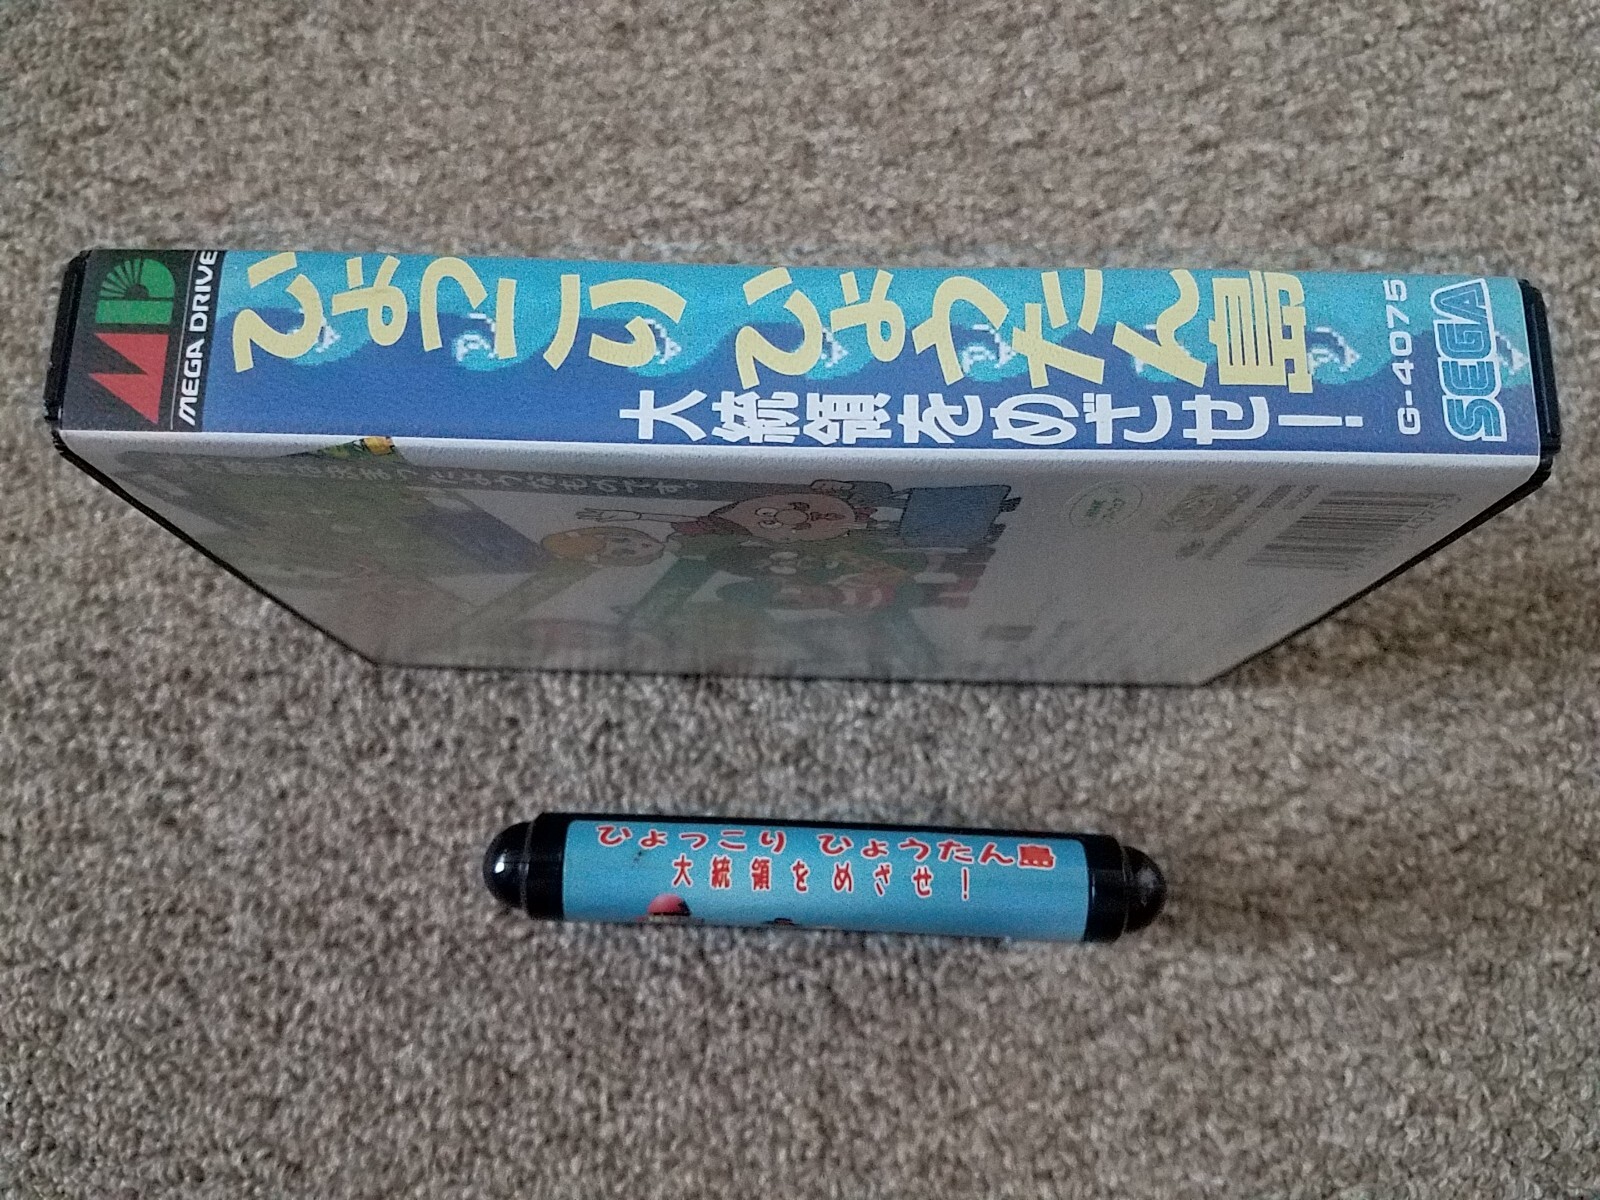 MD
MEGA DRIVE
ひょっこりひょうたん島
大統領をめざせ!
G-4075
SEGA
ひょっこり ひょうたん島
大統領をめざせ!